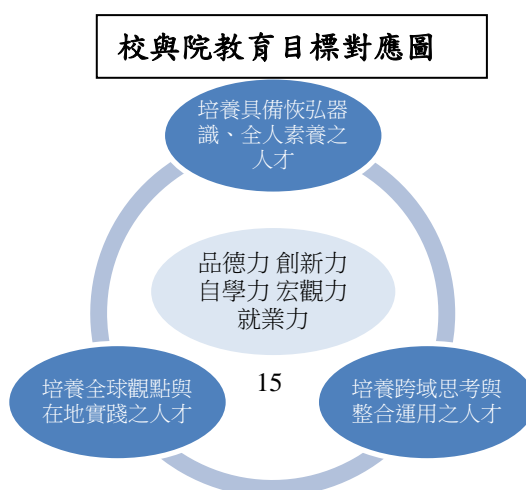 校與院教育目標對應圖
培養具備恢弘器
識、全人素養之
人才
品德力 創新力
自學力 宏觀力
就業力
15
培養全球觀點與
在地實踐之人才
培養跨域思考與
整合運用之人才